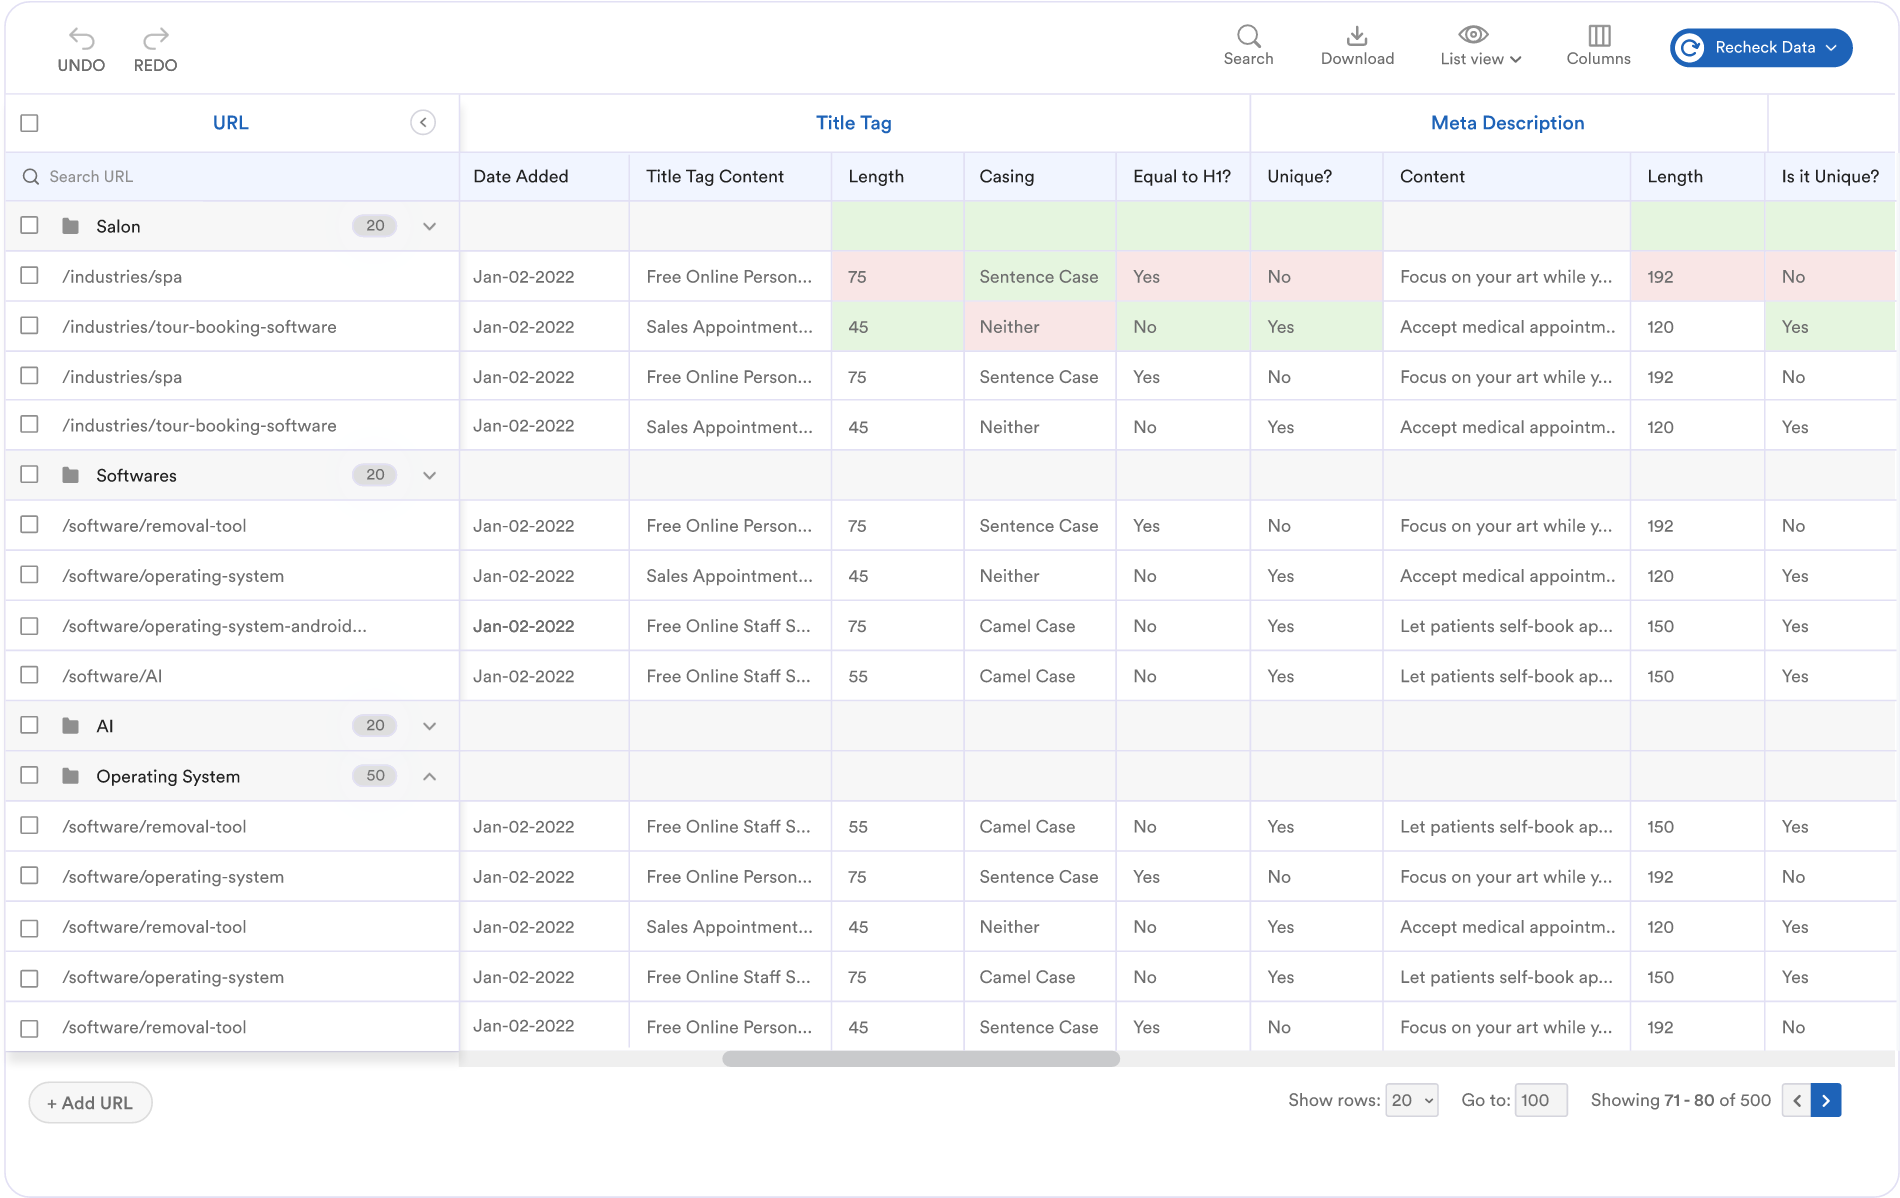 UNDO REDO Search Download List view Columns Recheck Data
URL Title Tag Meta Description
Search URL Date Added Title Tag Content Length Casing Equal to H1? Unique? Content Length Is it Unique?
Salon 20
/industries/spa Jan-02-2022 Free Online Person... 75 Sentence Case Yes No Focus on your art while y... 192 No
/industries/tour-booking-software Jan-02-2022 Sales Appointment... 45 Neither No Yes Accept medical appointm.. 120 Yes
/industries/spa Jan-02-2022 Free Online Person... 75 Sentence Case Yes No Focus on your art while y... 192 No
/industries/tour-booking-software Jan-02-2022 Sales Appointment... 45 Neither No Yes Accept medical appointm.. 120 Yes
Softwares 20
/software/removal-tool Jan-02-2022 Free Online Person... 75 Sentence Case Yes No Focus on your art while y... 192 No
/software/operating-system Jan-02-2022 Sales Appointment... 45 Neither No Yes Accept medical appointm.. 120 Yes
/software/operating-system-android... Jan-02-2022 Free Online Staff S... 75 Camel Case No Yes Let patients self-book ap... 150 Yes
/software/AI Jan-02-2022 Free Online Staff S... 55 Camel Case No Yes Let patients self-book ap... 150 Yes
AI 20
Operating System 50
/software/removal-tool Jan-02-2022 Free Online Staff S... 55 Camel Case No Yes Let patients self-book ap... 150 Yes
/software/operating-system Jan-02-2022 Free Online Person... 75 Sentence Case Yes No Focus on your art while y... 192 No
/software/removal-tool Jan-02-2022 Sales Appointment... 45 Neither No Yes Accept medical appointm.. 120 Yes
/software/operating-system Jan-02-2022 Free Online Staff S... 75 Camel Case No Yes Let patients self-book ap... 150 Yes
/software/removal-tool Jan-02-2022 Free Online Person... 45 Sentence Case Yes No Focus on your art while y... 192 No
+ Add URL Show rows: 20 Go to: 100 Showing 71 - 80 of 500